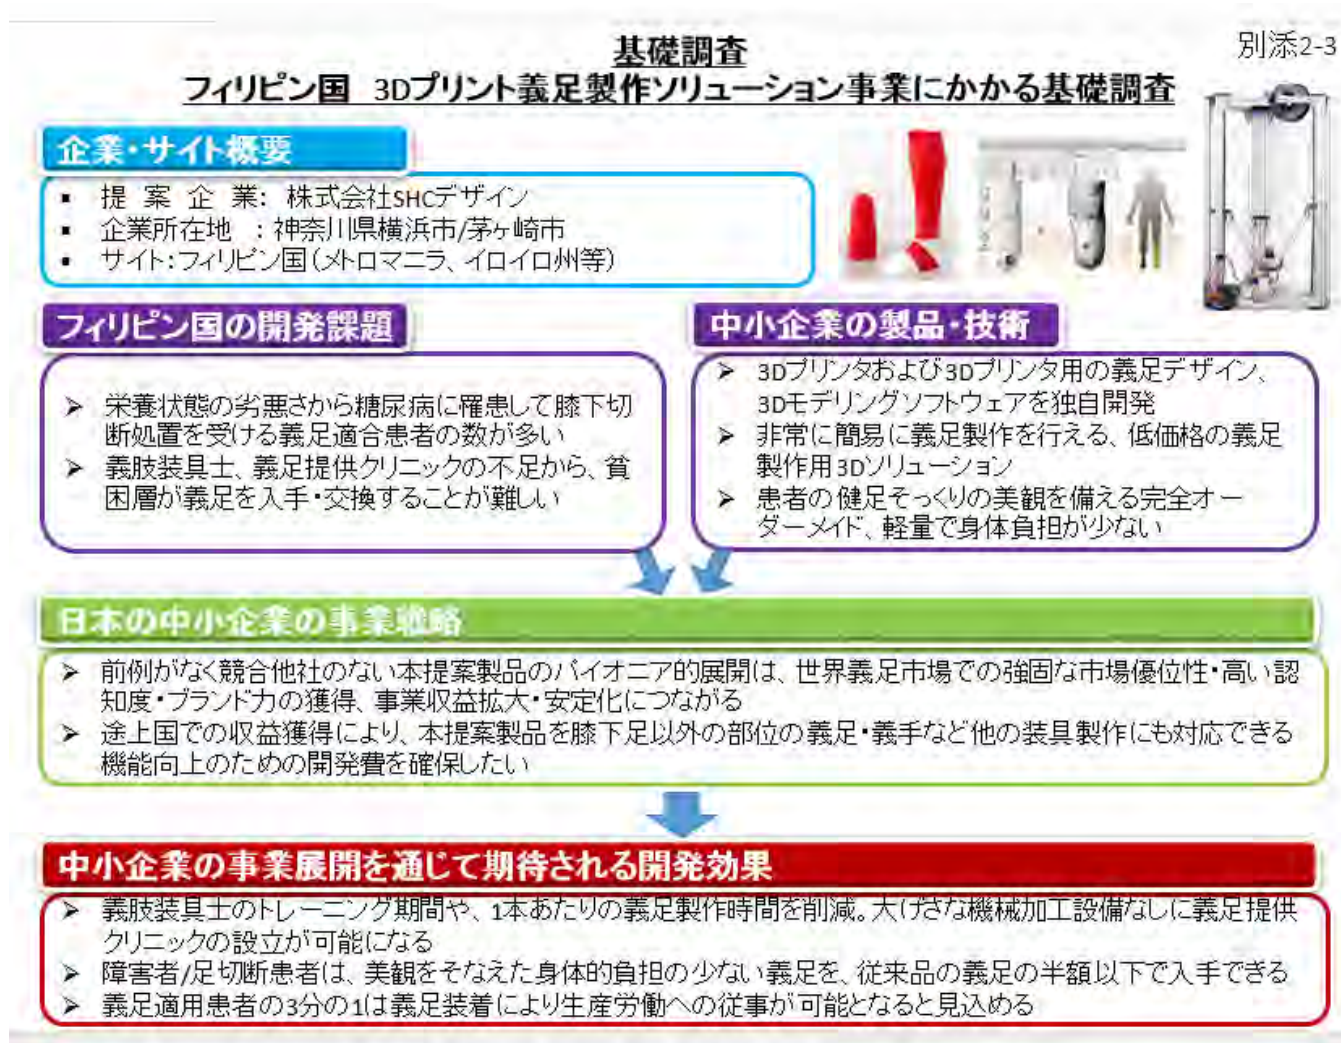 別添2-3
基礎調査
フィリピン国 3Dプリント義足製作ソリューション事業にかかる基礎調査
企業・サイト概要
▪ 提 案 企 業: 株式会社SHCデザイン
▪ 企業所在地 :神奈川県横浜市/茅ヶ崎市
▪ サイト:フィリピン国(メトロマニラ、イロイロ州等)
フィリピン国の開発課題
➢ 栄養状態の劣悪さから糖尿病に罹患して膝下切
断処置を受ける義足適合患者の数が多い
➢ 義肢装具士、義足提供クリニックの不足から、貧
困層が義足を入手・交換することが難しい
中小企業の製品・技術
➢ 3Dプリンタおよび3Dプリンタ用の義足デザイン、
3Dモデリングソフトウェアを独自開発
➢ 非常に簡易に義足製作を行える、低価格の義足
製作用3Dソリューション
➢ 患者の健足そっくりの美観を備える完全オー
ダーメイド、軽量で身体負担が少ない
日本の中小企業の事業戦略
➢ 前例がなく競合他社のない本提案製品のパイオニア的展開は、世界義足市場での強固な市場優位性・高い認
知度・ブランド力の獲得、事業収益拡大・安定化につながる
➢ 途上国での収益獲得により、本提案製品を膝下足以外の部位の義足・義手など他の装具製作にも対応できる
機能向上のための開発費を確保したい
中小企業の事業展開を通じて期待される開発効果
➢ 義肢装具士のトレーニング期間や、1本あたりの義足製作時間を削減。大げさな機械加工設備なしに義足提供
クリニックの設立が可能になる
➢ 障害者/足切断患者は、美観をそなえた身体的負担の少ない義足を、従来品の義足の半額以下で入手できる
➢ 義足適用患者の3分の1は義足装着により生産労働への従事が可能となると見込める